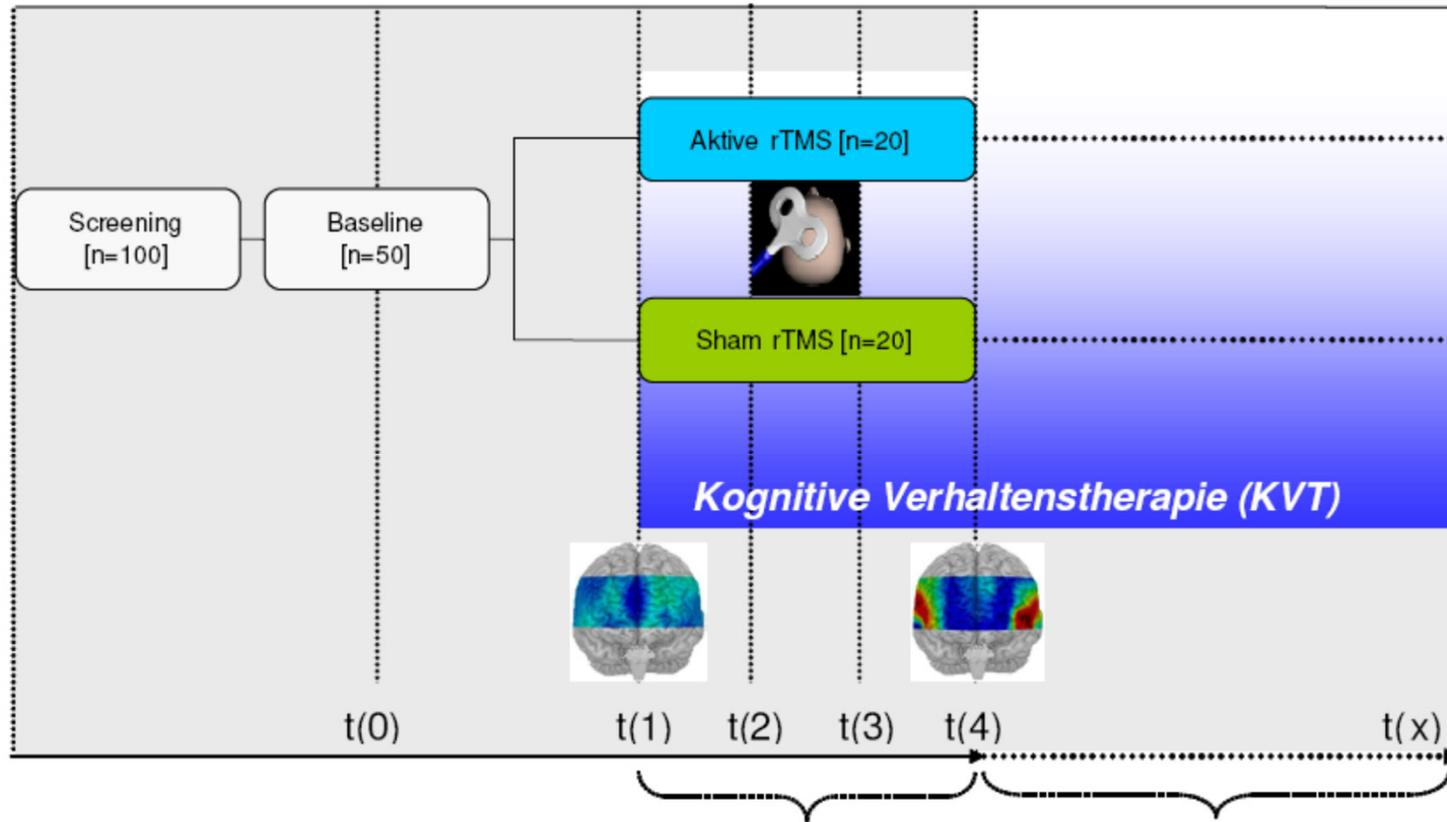 Aktive rTMS [n=20]
Screening
[n=100]
Baseline
[n=50]
Sham rTMS [n=20]
Kognitive Verhaltenstherapie (KVT)
t(0)
t(1)
t(2)
t(3)
t(4)
t(x)